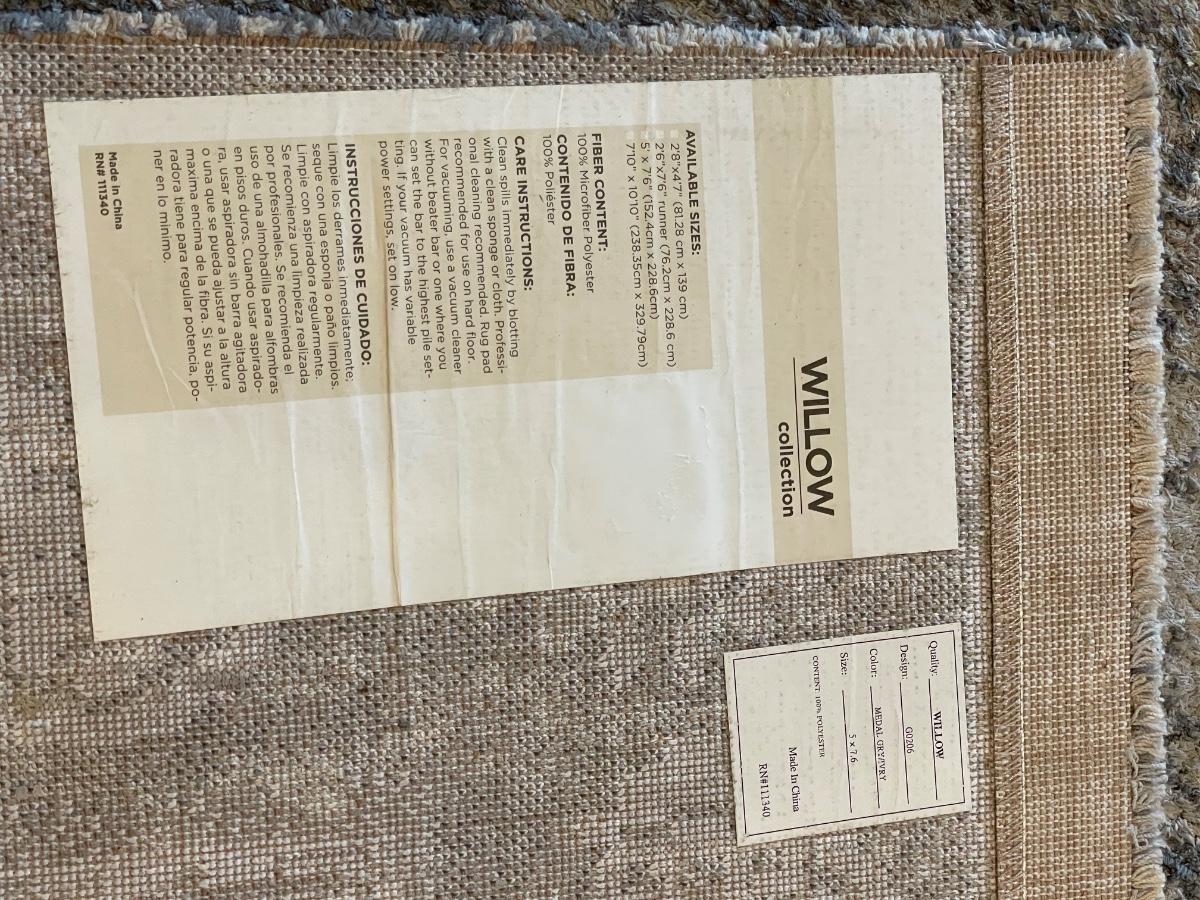 WILLOW
collection
AVAILABLE SIZES:
2'8"x4'7" (81.28 cm x 139 cm)
2'6"x7'6" runner (76.2cm x 228.6 cm)
5' x 7'6" (152.4cm x 228.6cm)
7'10" x 10'10" (238.35cm x 329.79cm)
FIBER CONTENT:
100% Microfiber Polyester
CONTENIDO DE FIBRA:
100% Poliéster
CARE INSTRUCTIONS:
Clean spills immediately by blotting
with a clean sponge or cloth. Professi-
onal cleaning recommended. Rug pad
recommended for use on hard floor.
For vacuuming, use a vacuum cleaner
without beater bar or one where you
can set the bar to the highest pile set-
ting. If your vacuum has variable
power settings, set on low.
INSTRUCCIONES DE CUIDADO:
Limpie los derrames inmediatamente;
seque con una esponja o paño limpios.
Limpie con aspiradora regularmente.
Se recomienza una limpieza realizada
por profesionales. Se recomienda el
uso de una almohadilla para alfombras
en pisos duros. Cuando usar aspirado-
ra, usar aspiradora sin barra agitadora
o una que se pueda ajustar a la altura
maxima encima de la fibra. Si su aspi-
radora tiene para regular potencia, po-
ner en lo minimo.
Made in China
RN# 111340
Quality: WILLOW
Design: G0206
Color: MEDAL GRY/IVRY
Size: 5 x 7.6
CONTENT: 100% POLYESTER
Made In China
RN#111340